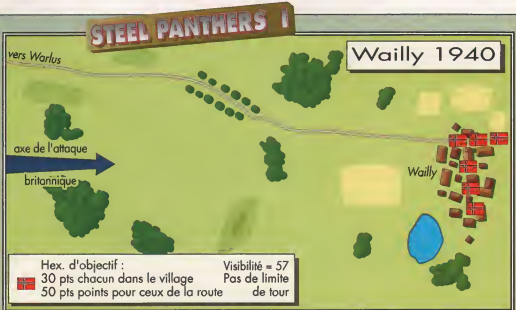 STEEL PANTHERS I
Wailly 1940
vers Warlus
axe de l'attaque
britannique
Wailly
Hex. d'objectif :
30 pts chacun dans le village
50 pts points pour ceux de la route
Visibilité = 57
Pas de limite
de tour